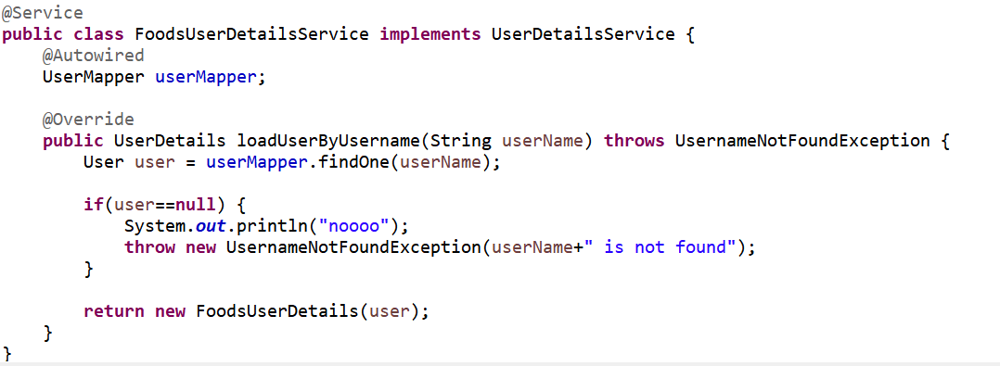 @Service
public class FoodsUserDetailsService implements UserDetailsService {
    @Autowired
    UserMapper userMapper;
    @Override
    public UserDetails loadUserByUsername(String userName) throws UsernameNotFoundException {
        User user = userMapper.findOne(userName);
        if(user==null) {
            System.out.println("noooo");
            throw new UsernameNotFoundException(userName+" is not found");
        }
        return new FoodsUserDetails(user);
    }
}